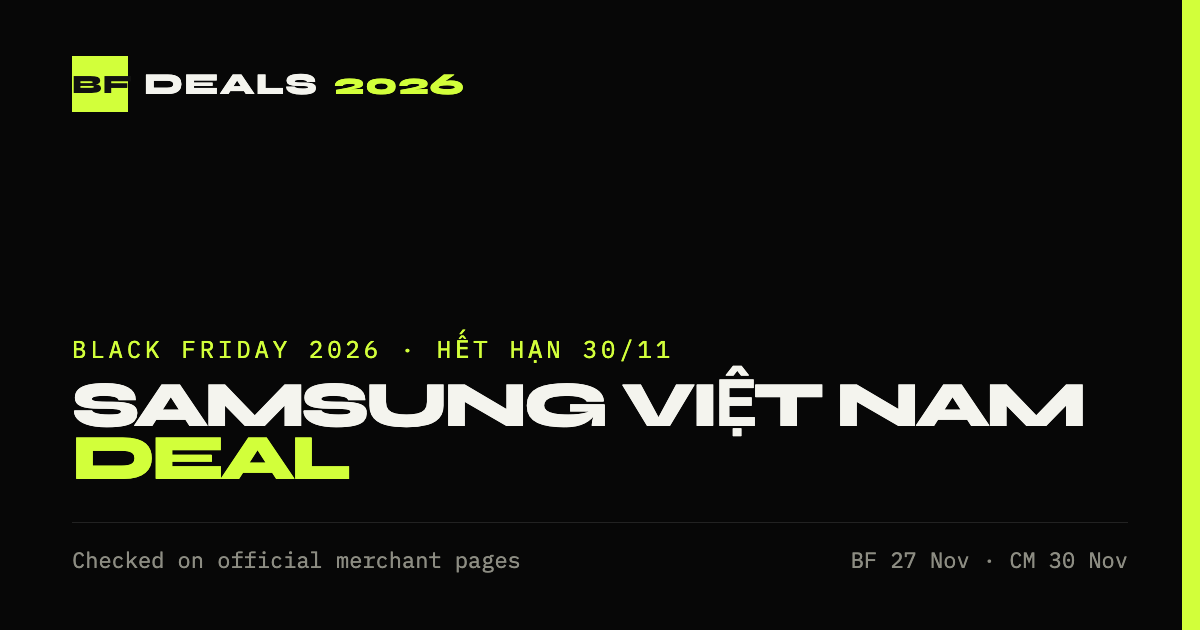 BF DEALS 2026
BLACK FRIDAY 2026 · HẾT HẠN 30/11
SAMSUNG VIỆT NAM
DEAL
Checked on official merchant pages
BF 27 Nov · CM 30 Nov